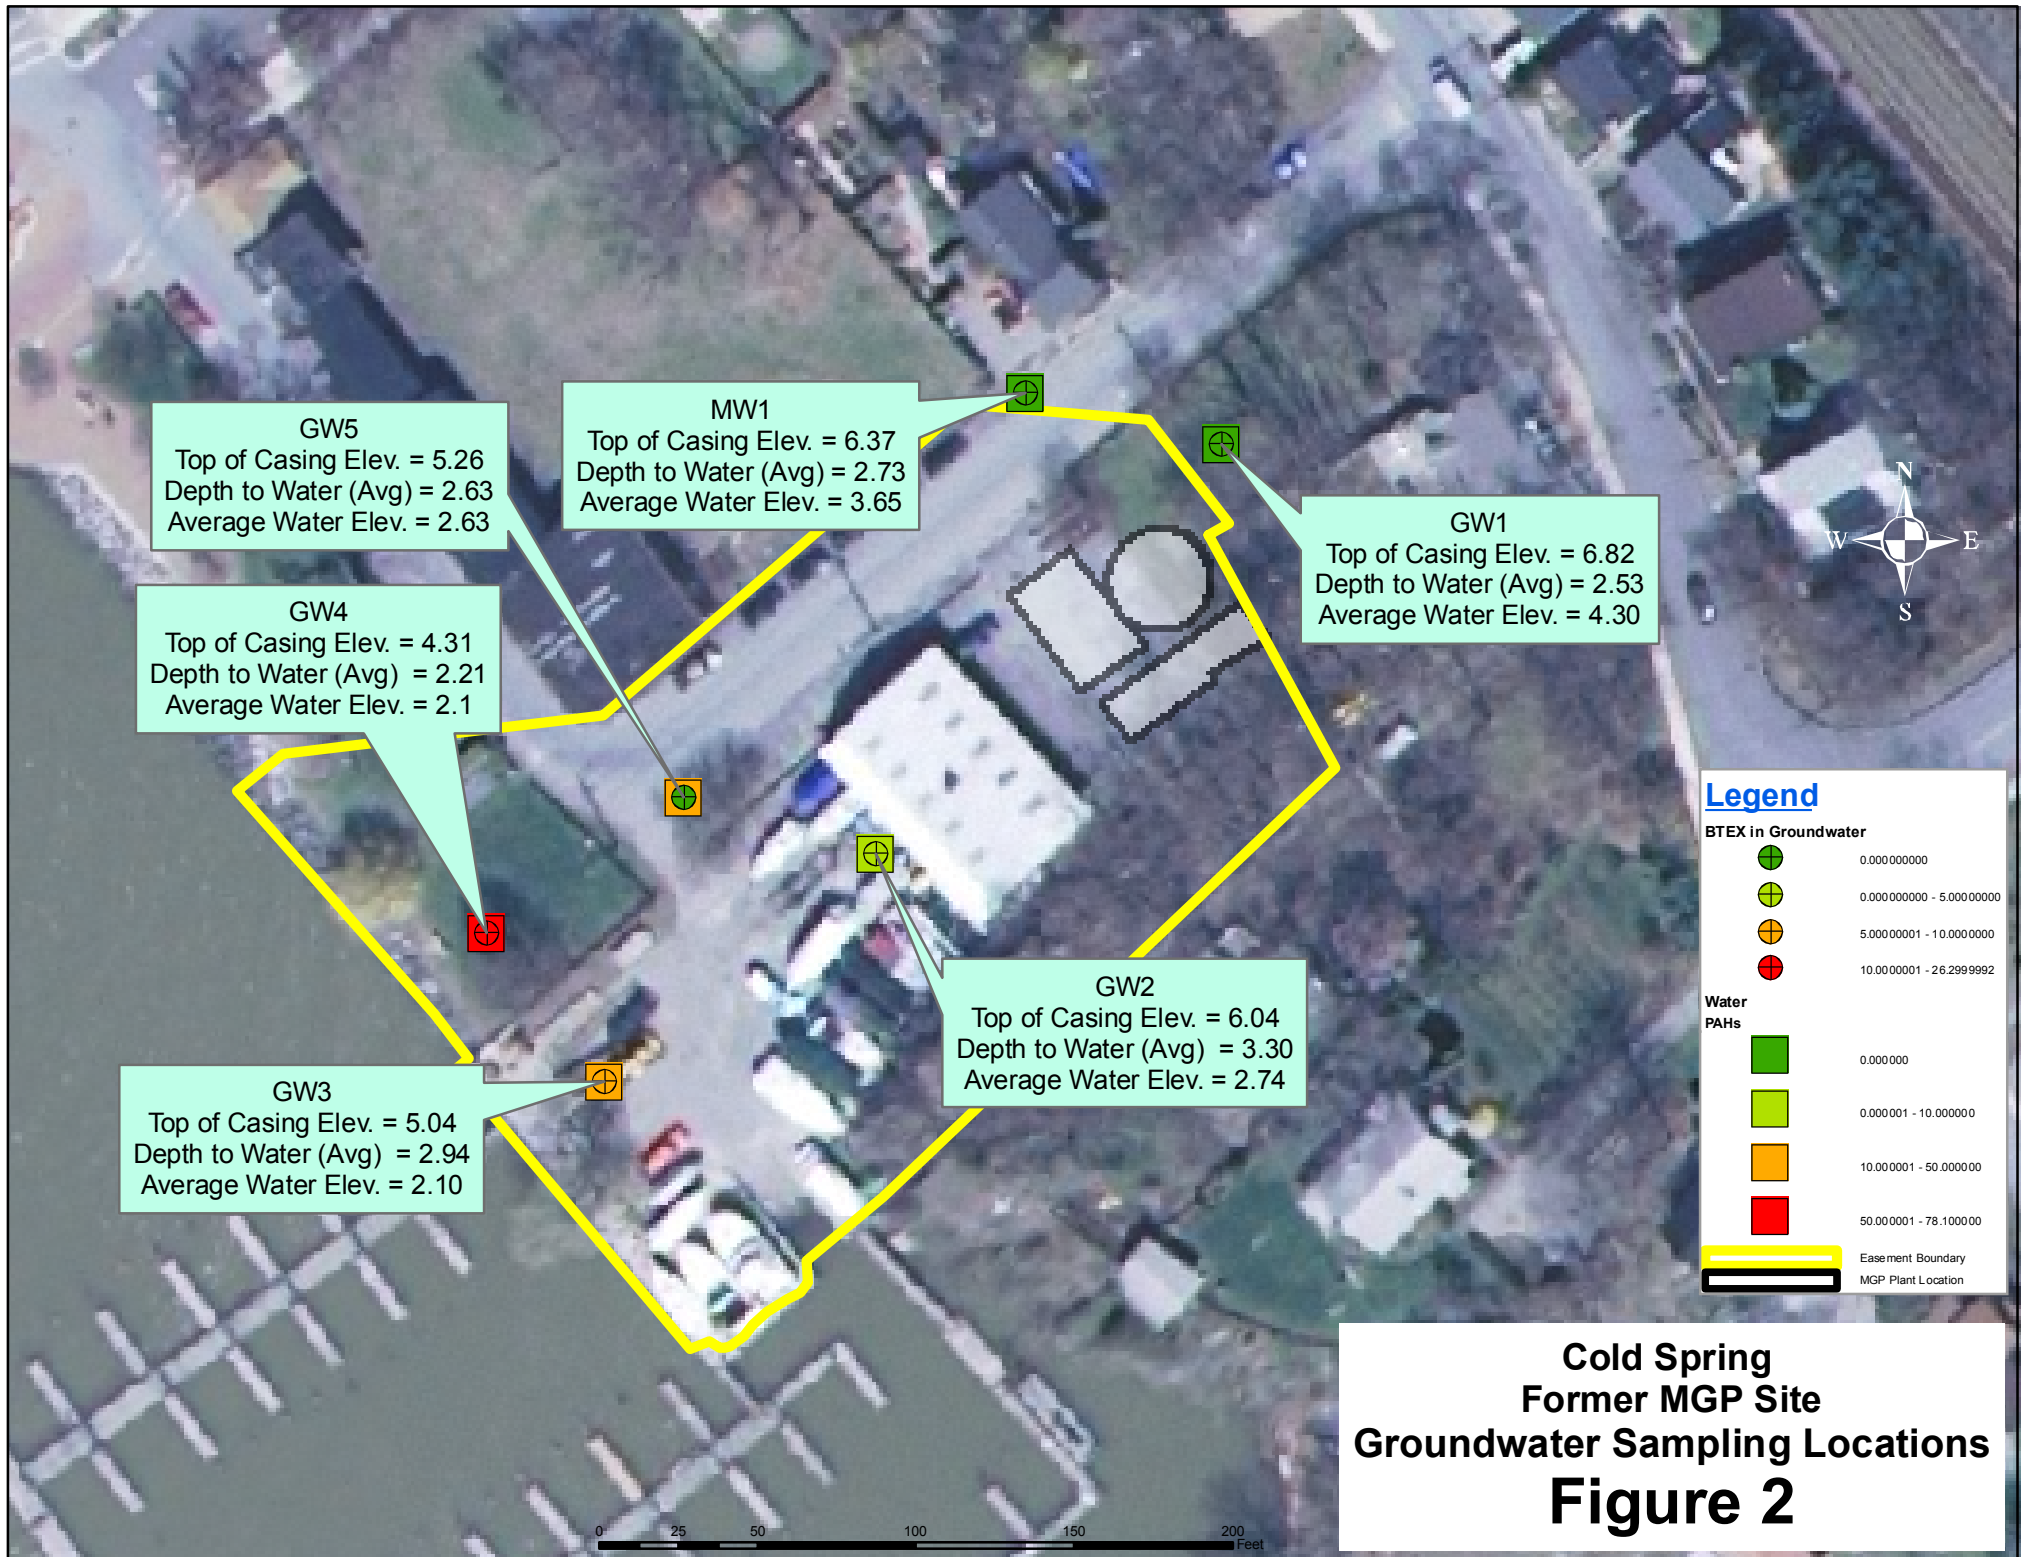 MW1
Top of Casing Elev. = 6.37
Depth to Water (Avg) = 2.73
Average Water Elev. = 3.65
GW5
Top of Casing Elev. = 5.26
Depth to Water (Avg) = 2.63
Average Water Elev. = 2.63
GW1
Top of Casing Elev. = 6.82
Depth to Water (Avg) = 2.53
Average Water Elev. = 4.30
GW4
Top of Casing Elev. = 4.31
Depth to Water (Avg) = 2.21
Average Water Elev. = 2.1
GW2
Top of Casing Elev. = 6.04
Depth to Water (Avg) = 3.30
Average Water Elev. = 2.74
GW3
Top of Casing Elev. = 5.04
Depth to Water (Avg) = 2.94
Average Water Elev. = 2.10
N
W E
S
Legend
BTEX in Groundwater
0.000000000
0.000000000 - 5.00000000
5.00000001 - 10.0000000
10.0000001 - 26.2999992
Water
PAHs
0.000000
0.000001 - 10.000000
10.000001 - 50.000000
50.000001 - 78.100000
Easement Boundary
MGP Plant Location
Cold Spring
Former MGP Site
Groundwater Sampling Locations
Figure 2
0 25 50 100 150 200
Feet